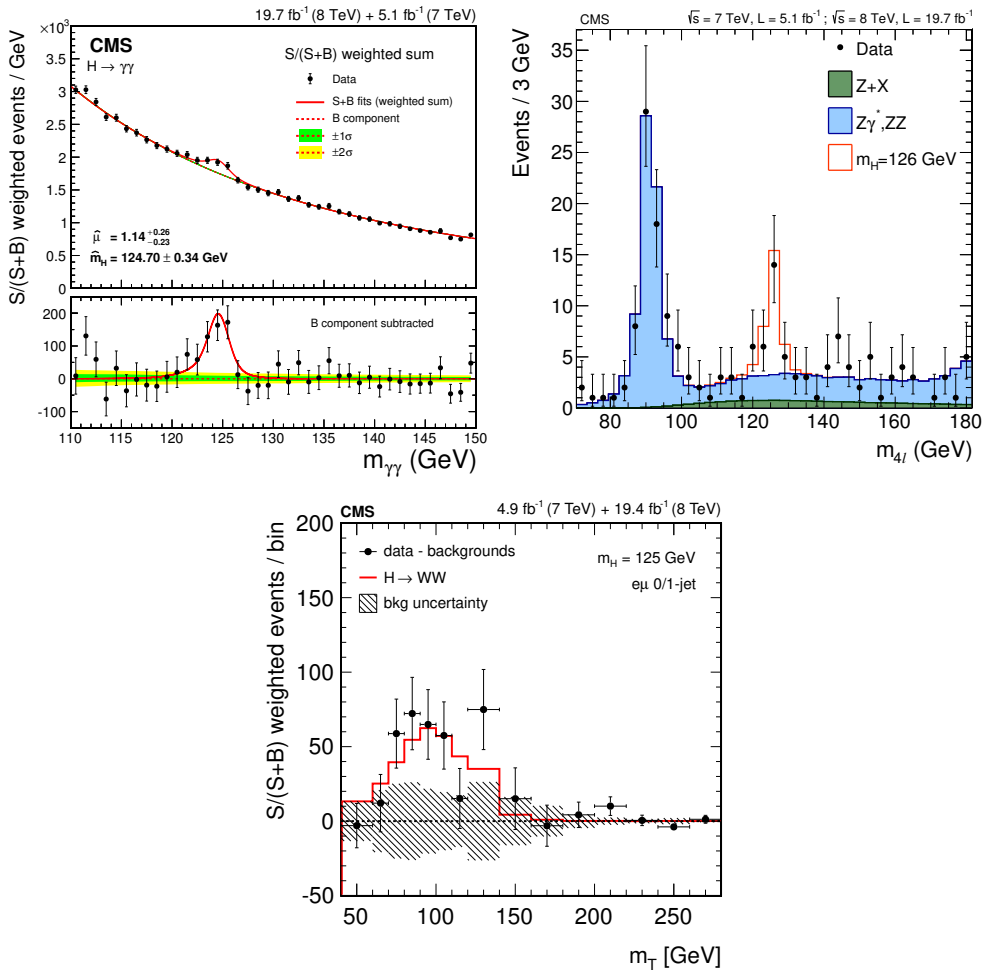 19.7 fb⁻¹ (8 TeV) + 5.1 fb⁻¹ (7 TeV)
×10³
S/(S+B) weighted events / GeV
CMS
H → γγ
S/(S+B) weighted sum
Data
S+B fits (weighted sum)
B component
±1σ
±2σ
3.5
3
2.5
2
1.5
1
0.5
0
μ̂ = 1.14 +0.26 −0.23
m̂_H = 124.70 ± 0.34 GeV
B component subtracted
200
100
0
-100
110 115 120 125 130 135 140 145 150
m_γγ (GeV)
CMS √s = 7 TeV, L = 5.1 fb⁻¹ ; √s = 8 TeV, L = 19.7 fb⁻¹
Events / 3 GeV
Data
Z+X
Zγ*, ZZ
m_H=126 GeV
35
30
25
20
15
10
5
0
80 100 120 140 160 180
m_4l (GeV)
CMS 4.9 fb⁻¹ (7 TeV) + 19.4 fb⁻¹ (8 TeV)
S/(S+B) weighted events / bin
data - backgrounds
H → WW
bkg uncertainty
m_H = 125 GeV
eμ 0/1-jet
200
150
100
50
0
-50
50 100 150 200 250
m_T [GeV]